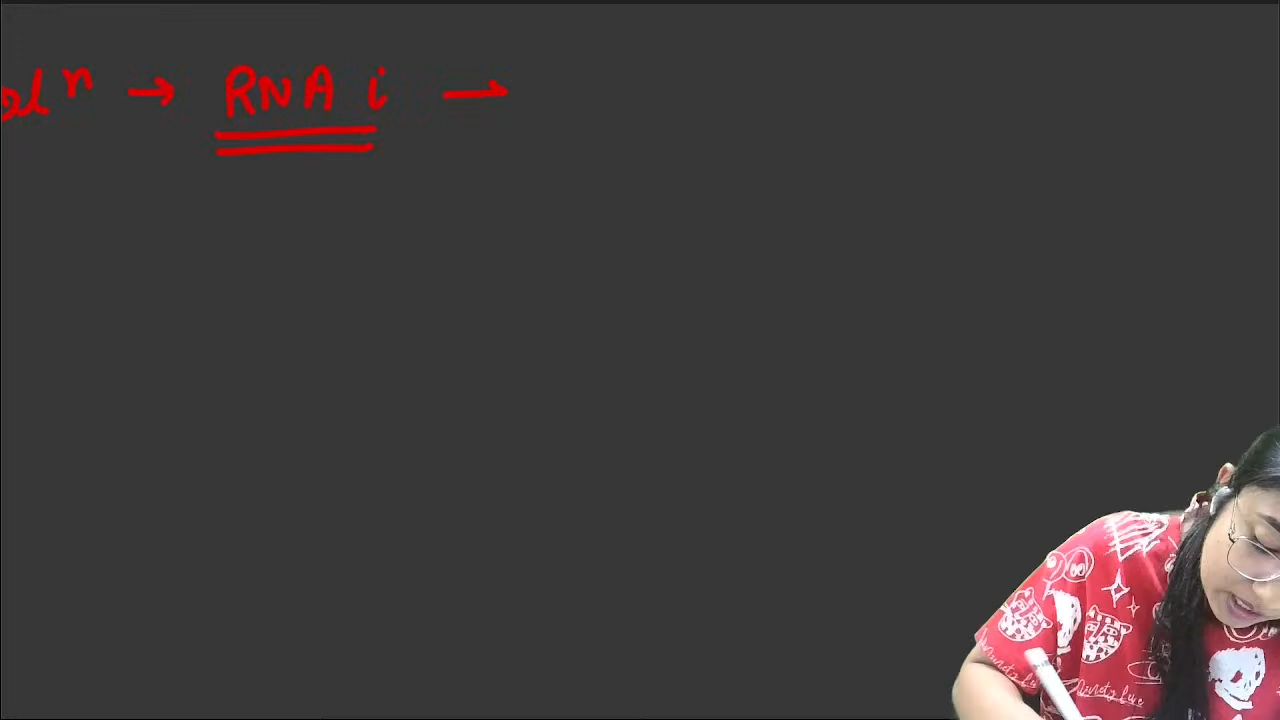 → RNA i →